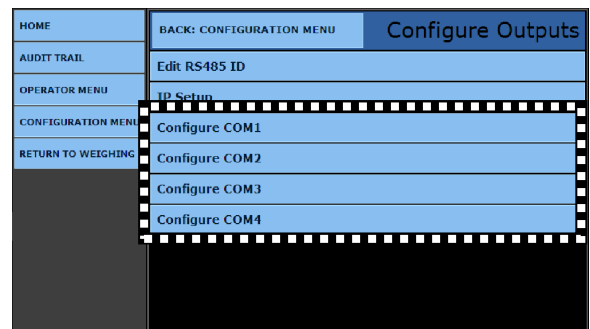 HOME
AUDIT TRAIL
OPERATOR MENU
CONFIGURATION MENU
RETURN TO WEIGHING
BACK: CONFIGURATION MENU
Configure Outputs
Edit RS485 ID
IP Setup
Configure COM1
Configure COM2
Configure COM3
Configure COM4